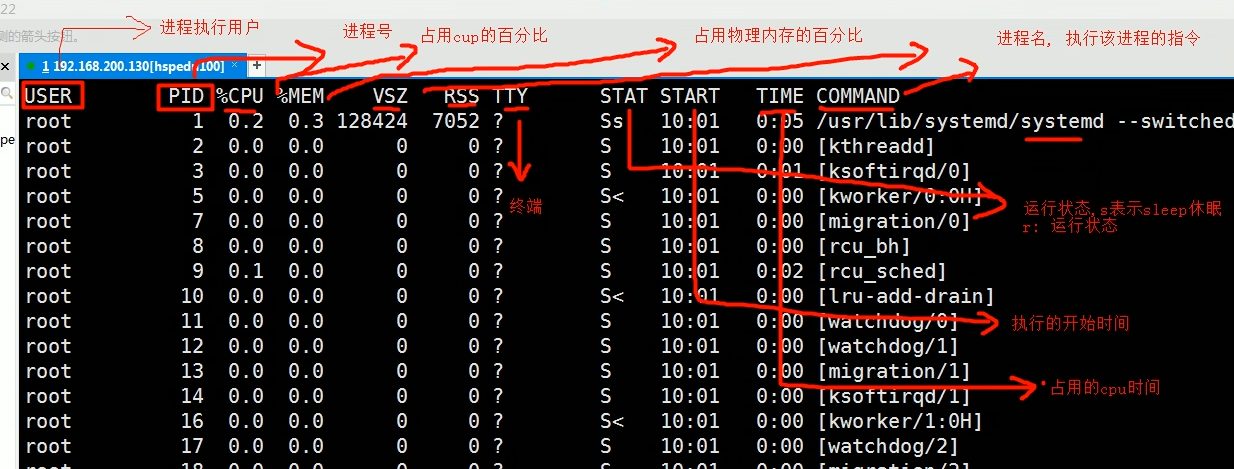 22
进程执行用户
进程号
占用cup的百分比
占用物理内存的百分比
进程名, 执行该进程的指令
侧的箭头按钮。
1 192.168.200.130[hspedu100]
USER PID %CPU %MEM VSZ RSS TTY STAT START TIME COMMAND
root 1 0.2 0.3 128424 7052 ? Ss 10:01 0:05 /usr/lib/systemd/systemd --switched
pe
root 2 0.0 0.0 0 0 ? S 10:01 0:00 [kthreadd]
root 3 0.0 0.0 0 0 ? S 10:01 0:01 [ksoftirqd/0]
root 5 0.0 0.0 0 0 ? S< 10:01 0:00 [kworker/0:0H]
终端
运行状态,s表示sleep休眠
r: 运行状态
root 7 0.0 0.0 0 0 ? S 10:01 0:00 [migration/0]
root 8 0.0 0.0 0 0 ? S 10:01 0:00 [rcu_bh]
root 9 0.1 0.0 0 0 ? S 10:01 0:02 [rcu_sched]
root 10 0.0 0.0 0 0 ? S< 10:01 0:00 [lru-add-drain]
root 11 0.0 0.0 0 0 ? S 10:01 0:00 [watchdog/0]
执行的开始时间
root 12 0.0 0.0 0 0 ? S 10:01 0:00 [watchdog/1]
root 13 0.0 0.0 0 0 ? S 10:01 0:00 [migration/1]
占用的cpu时间
root 14 0.0 0.0 0 0 ? S 10:01 0:00 [ksoftirqd/1]
root 16 0.0 0.0 0 0 ? S< 10:01 0:00 [kworker/1:0H]
root 17 0.0 0.0 0 0 ? S 10:01 0:00 [watchdog/2]